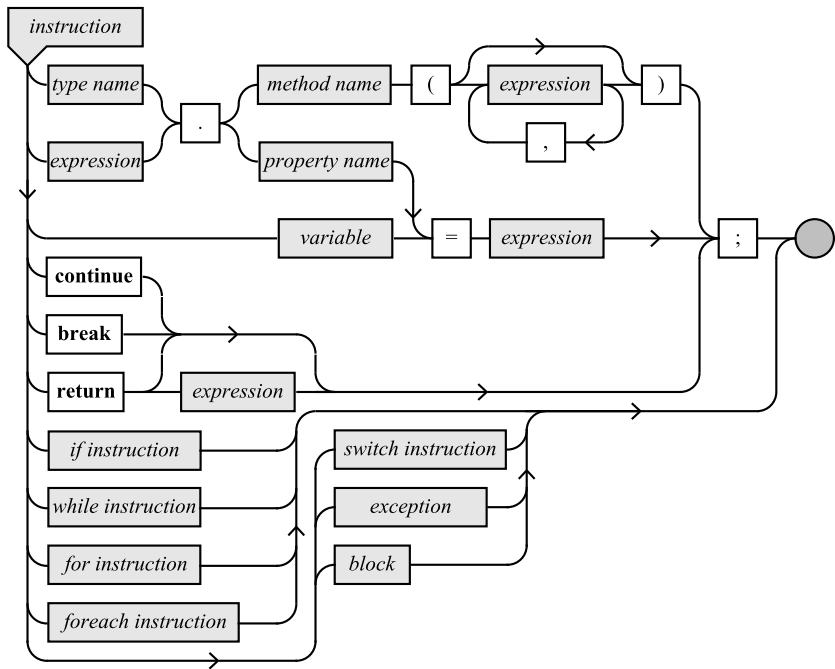 instruction
type name . method name ( expression )
expression property name ,
variable = expression ;
continue
break
return expression
if instruction switch instruction
while instruction exception
for instruction block
foreach instruction